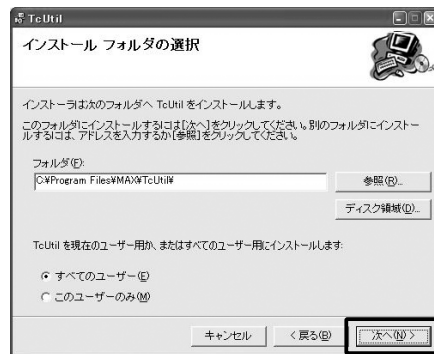 TcUtil
インストール フォルダの選択
インストーラは次のフォルダへ TcUtil をインストールします。
このフォルダにインストールするには[次へ]をクリックしてください。別のフォルダにインストー
ルするには、アドレスを入力するか[参照]をクリックしてください。
フォルダ(F):
C:¥Program Files¥MAX¥TcUtil¥
参照(R)...
ディスク領域(D)...
TcUtil を現在のユーザー用か、またはすべてのユーザー用にインストールします:
すべてのユーザー(E)
このユーザーのみ(M)
キャンセル
< 戻る(B)
次へ(N) >